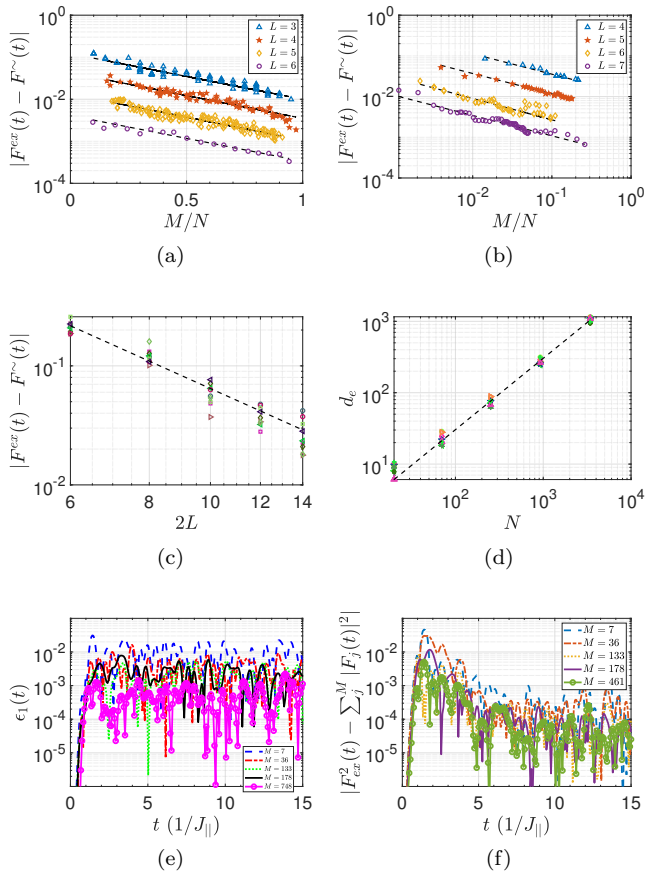 |F^{ex}(t) − F^{∼}(t)|
10^0
10^{-2}
10^{-4}
0.5
1
M/N
L = 3
L = 4
L = 5
L = 6
(a)
|F^{ex}(t) − F^{∼}(t)|
10^0
10^{-2}
10^{-4}
10^{-2}
10^{-1}
10^0
M/N
L = 4
L = 5
L = 6
L = 7
(b)
|F^{ex}(t) − F^{∼}(t)|
10^{-1}
10^{-2}
6
8
10
12
14
2L
(c)
d_e
10^3
10^2
10^1
10^2
10^3
10^4
N
(d)
ϵ_1(t)
10^{-2}
10^{-3}
10^{-4}
10^{-5}
0
5
10
15
t (1/J_{||})
M = 7
M = 36
M = 133
M = 178
M = 748
(e)
|F_{ex}^2(t) − ∑_j^M |F_j(t)|^2|
10^{-2}
10^{-3}
10^{-4}
10^{-5}
0
5
10
15
t (1/J_{||})
M = 7
M = 36
M = 133
M = 178
M = 461
(f)